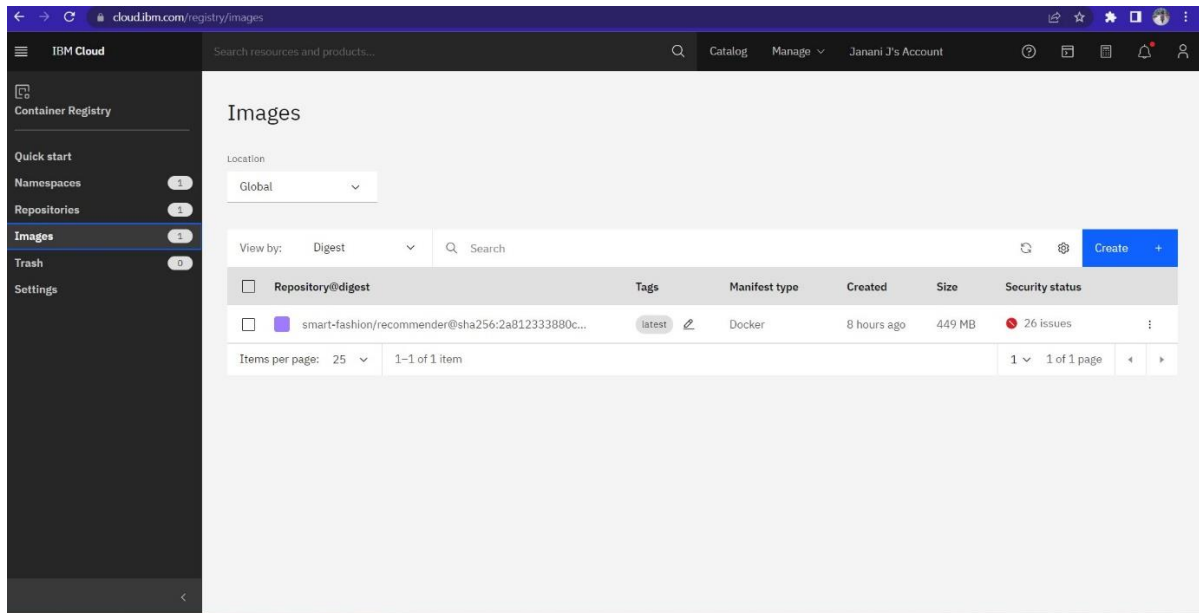 cloud.ibm.com/registry/images
IBM Cloud
Search resources and products...
Catalog
Manage
Janani J's Account
Container Registry
Quick start
Namespaces 1
Repositories 1
Images 1
Trash 0
Settings
Images
Location
Global
View by: Digest
Search
Create +
Repository@digest Tags Manifest type Created Size Security status
smart-fashion/recommender@sha256:2a812333880c... latest Docker 8 hours ago 449 MB 26 issues
Items per page: 25 1–1 of 1 item 1 1 of 1 page